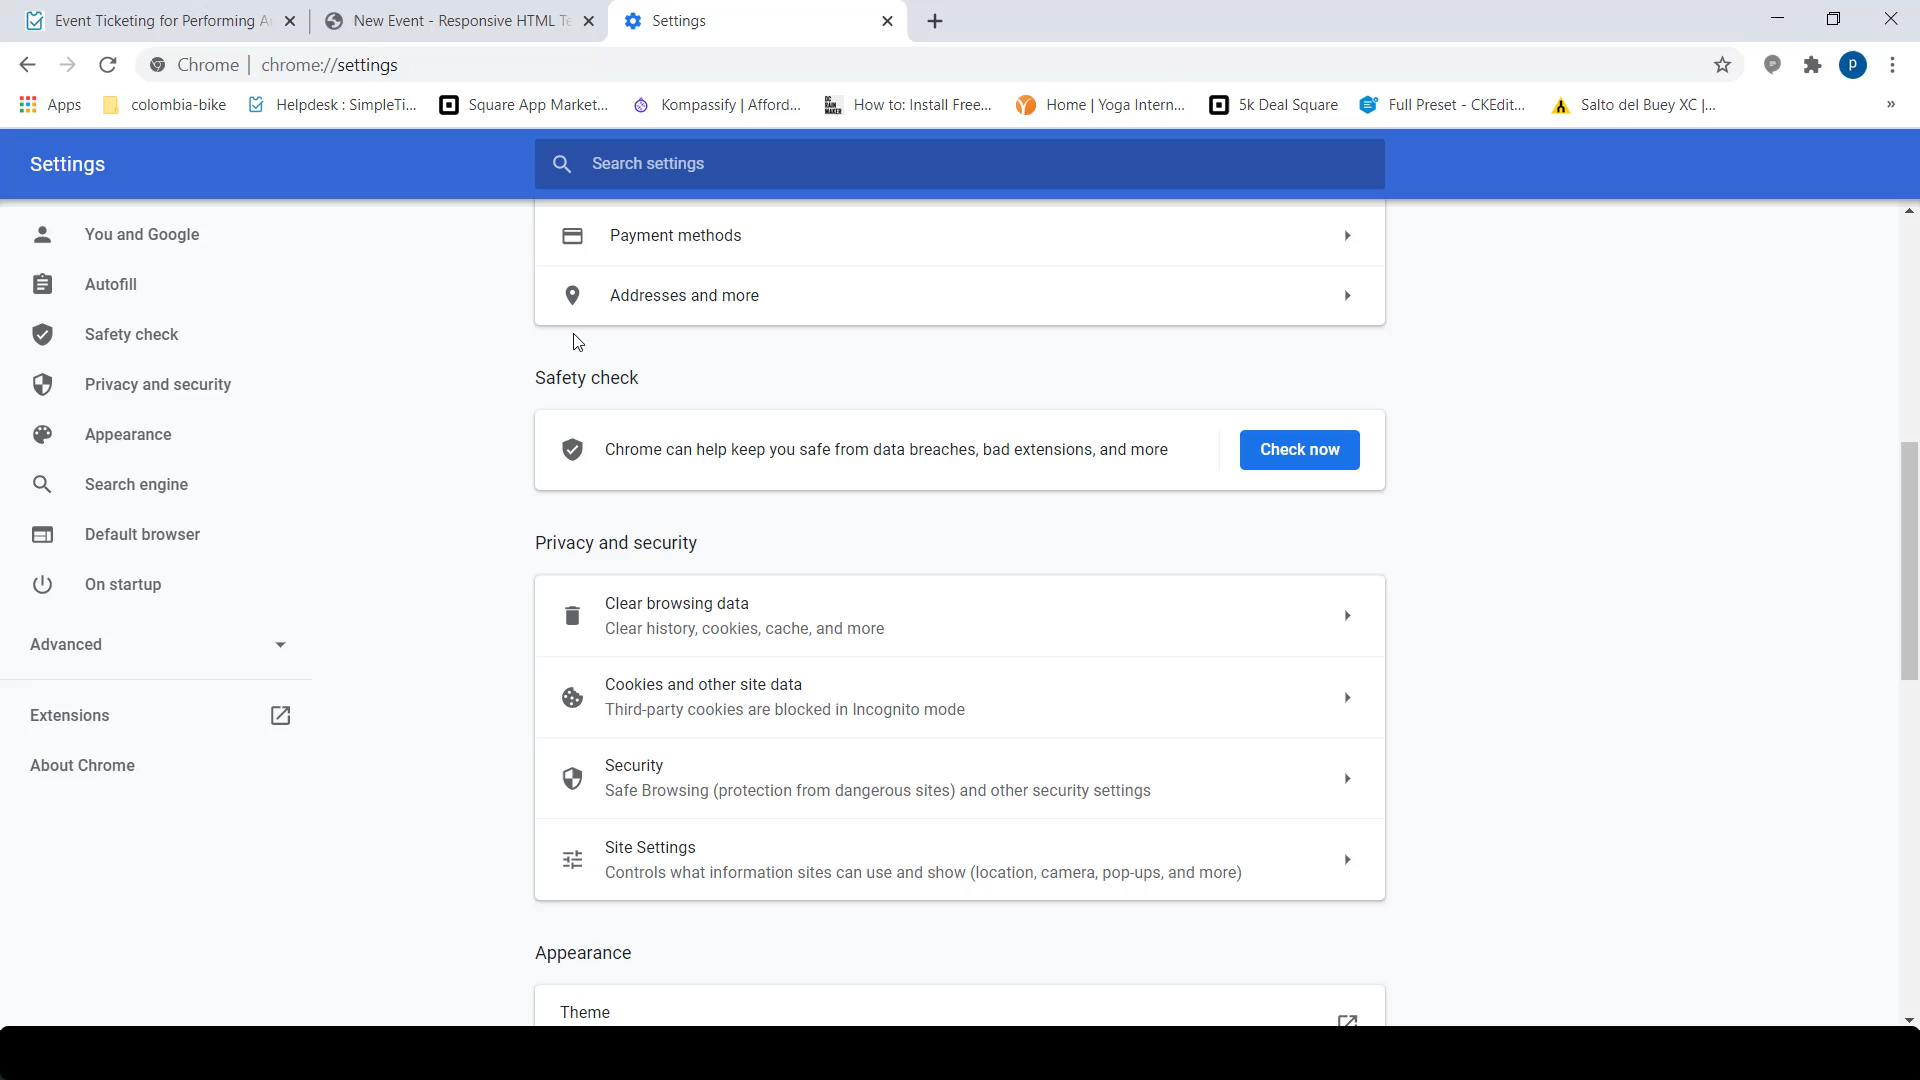 Event Ticketing for Performing A
New Event - Responsive HTML Te
Settings
Chrome | chrome://settings
P
Apps
colombia-bike
Helpdesk : SimpleTi...
Square App Market...
Kompassify | Afford...
DC RAIN MAKER
How to: Install Free...
Home | Yoga Intern...
5k Deal Square
Full Preset - CKEdit...
Salto del Buey XC |...
»
Settings
Search settings
You and Google
Autofill
Safety check
Privacy and security
Appearance
Search engine
Default browser
On startup
Advanced
Extensions
About Chrome
Payment methods
Addresses and more
Safety check
Chrome can help keep you safe from data breaches, bad extensions, and more
Check now
Privacy and security
Clear browsing data
Clear history, cookies, cache, and more
Cookies and other site data
Third-party cookies are blocked in Incognito mode
Security
Safe Browsing (protection from dangerous sites) and other security settings
Site Settings
Controls what information sites can use and show (location, camera, pop-ups, and more)
Appearance
Theme